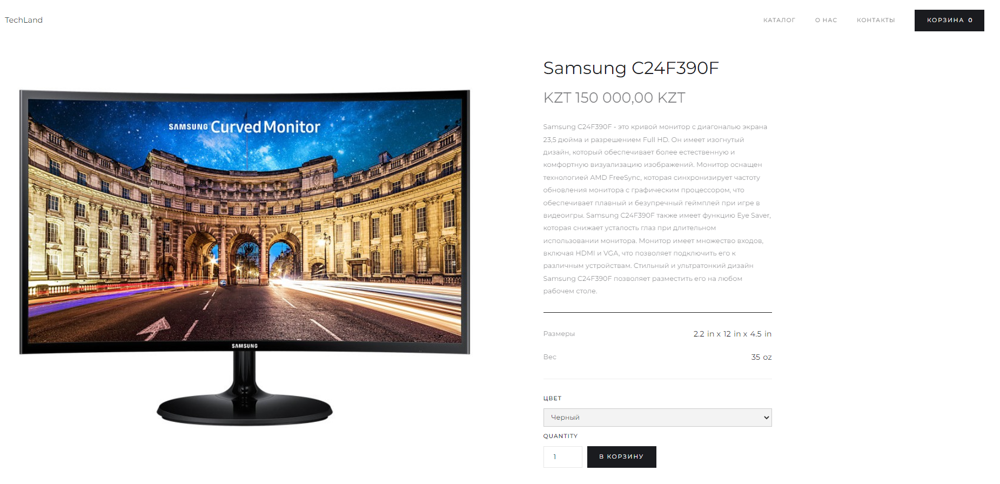 TechLand
КАТАЛОГ
О НАС
КОНТАКТЫ
КОРЗИНА 0
SAMSUNG Curved Monitor
SAMSUNG
Samsung C24F390F
KZT 150 000,00 KZT
Samsung C24F390F - это кривой монитор с диагональю экрана
23,5 дюйма и разрешением Full HD. Он имеет изогнутый
дизайн, который обеспечивает более естественную и
комфортную визуализацию изображений. Монитор оснащен
технологией AMD FreeSync, которая синхронизирует частоту
обновления монитора с графическим процессором, что
обеспечивает плавный и безупречный геймплей при игре в
видеоигры. Samsung C24F390F также имеет функцию Eye Saver,
которая снижает усталость глаз при длительном
использовании монитора. Монитор имеет множество входов,
включая HDMI и VGA, что позволяет подключить его к
различным устройствам. Стильный и ультратонкий дизайн
Samsung C24F390F позволяет разместить его на любом
рабочем столе.
Размеры 2.2 in x 12 in x 4.5 in
Вес 35 oz
ЦВЕТ
Черный
QUANTITY
1
В КОРЗИНУ